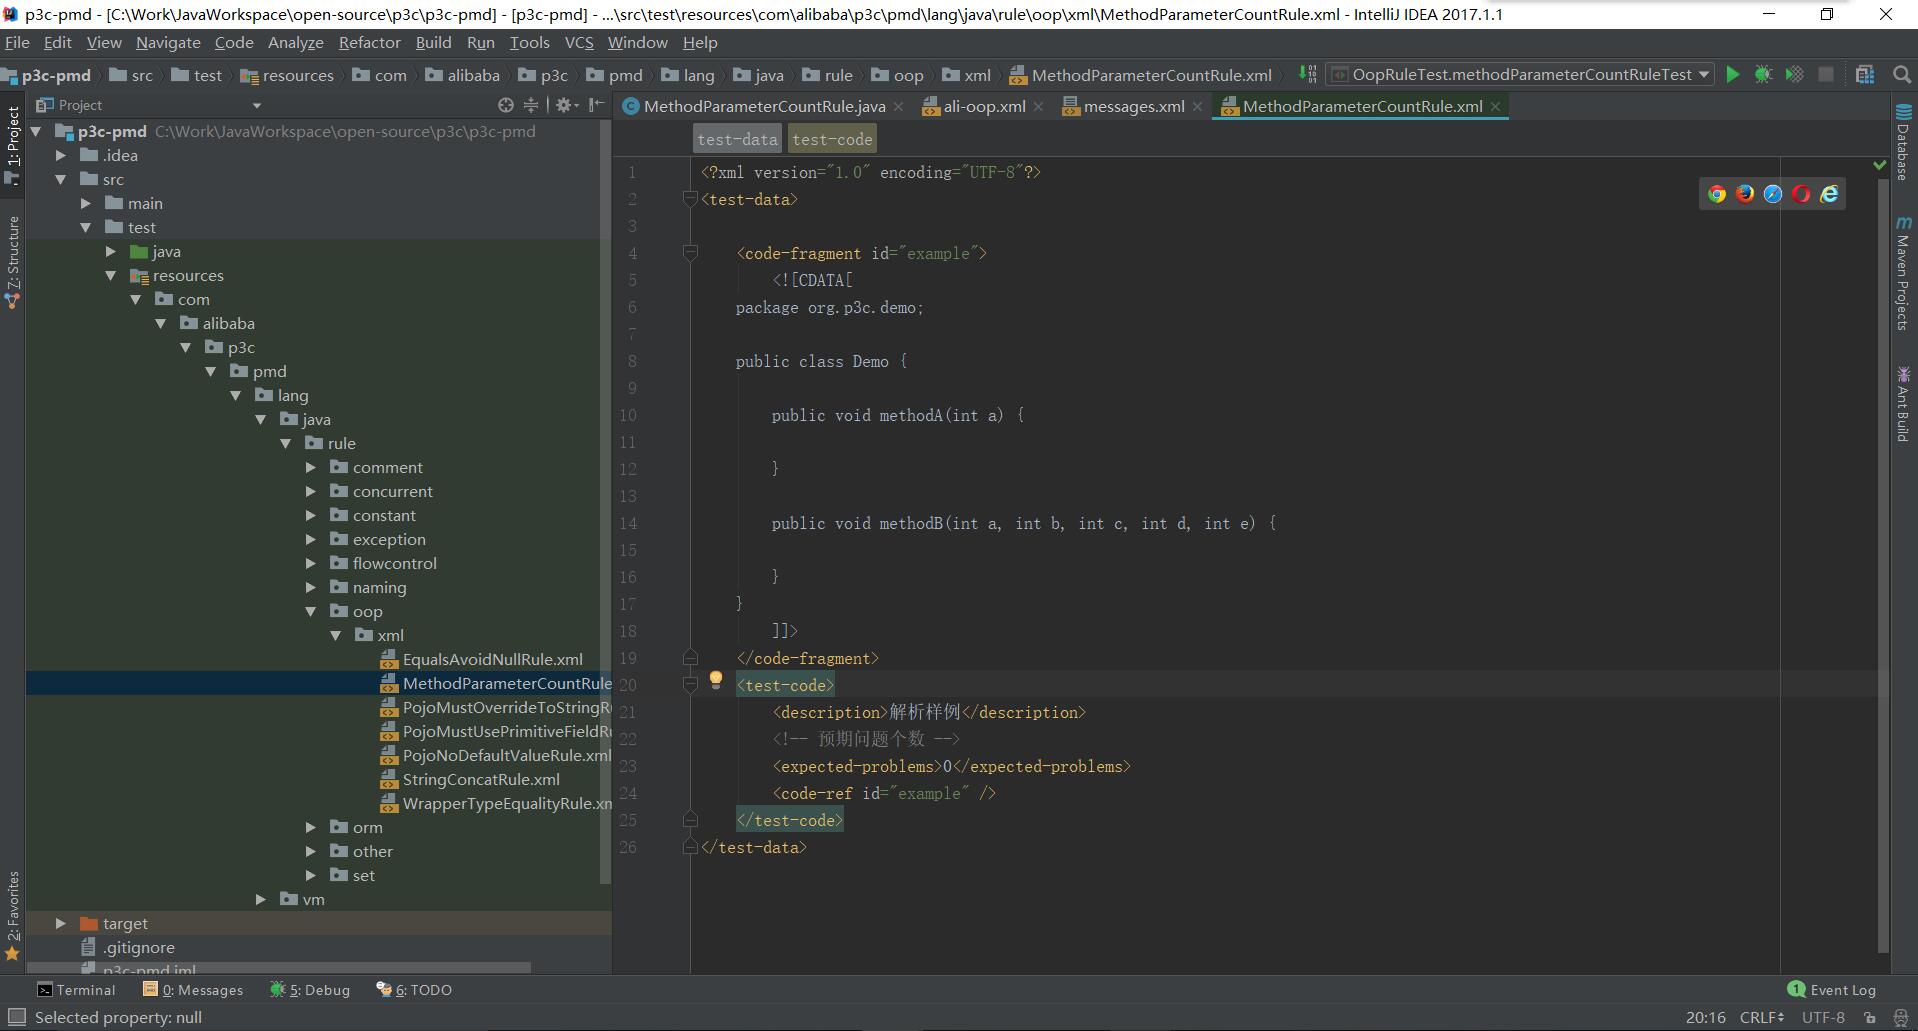 p3c-pmd - [C:\Work\JavaWorkspace\open-source\p3c\p3c-pmd] - [p3c-pmd] - ...\src\test\resources\com\alibaba\p3c\pmd\lang\java\rule\oop\xml\MethodParameterCountRule.xml - IntelliJ IDEA 2017.1.1
File Edit View Navigate Code Analyze Refactor Build Run Tools VCS Window Help
p3c-pmd src test resources com alibaba p3c pmd lang java rule oop xml MethodParameterCountRule.xml OopRuleTest.methodParameterCountRuleTest
Project
MethodParameterCountRule.java ali-oop.xml messages.xml MethodParameterCountRule.xml
1: Project
Z: Structure
2: Favorites
p3c-pmd C:\Work\JavaWorkspace\open-source\p3c\p3c-pmd
.idea
src
main
test
java
resources
com
alibaba
p3c
pmd
lang
java
rule
comment
concurrent
constant
exception
flowcontrol
naming
oop
xml
EqualsAvoidNullRule.xml
MethodParameterCountRule
PojoMustOverrideToStringR
PojoMustUsePrimitiveFieldR
PojoNoDefaultValueRule.xml
StringConcatRule.xml
WrapperTypeEqualityRule.xm
orm
other
set
vm
target
.gitignore
p3c-pmd.iml
test-data test-code
1 <?xml version="1.0" encoding="UTF-8"?>
2 <test-data>
3
4 <code-fragment id="example">
5 <![CDATA[
6 package org.p3c.demo;
7
8 public class Demo {
9
10 public void methodA(int a) {
11
12 }
13
14 public void methodB(int a, int b, int c, int d, int e) {
15
16 }
17 }
18 ]]>
19 </code-fragment>
20 <test-code>
21 <description>解析样例</description>
22 <!-- 预期问题个数 -->
23 <expected-problems>0</expected-problems>
24 <code-ref id="example" />
25 </test-code>
26 </test-data>
Database
Maven Projects
Ant Build
Terminal 0: Messages 5: Debug 6: TODO 1 Event Log
Selected property: null 20:16 CRLF UTF-8